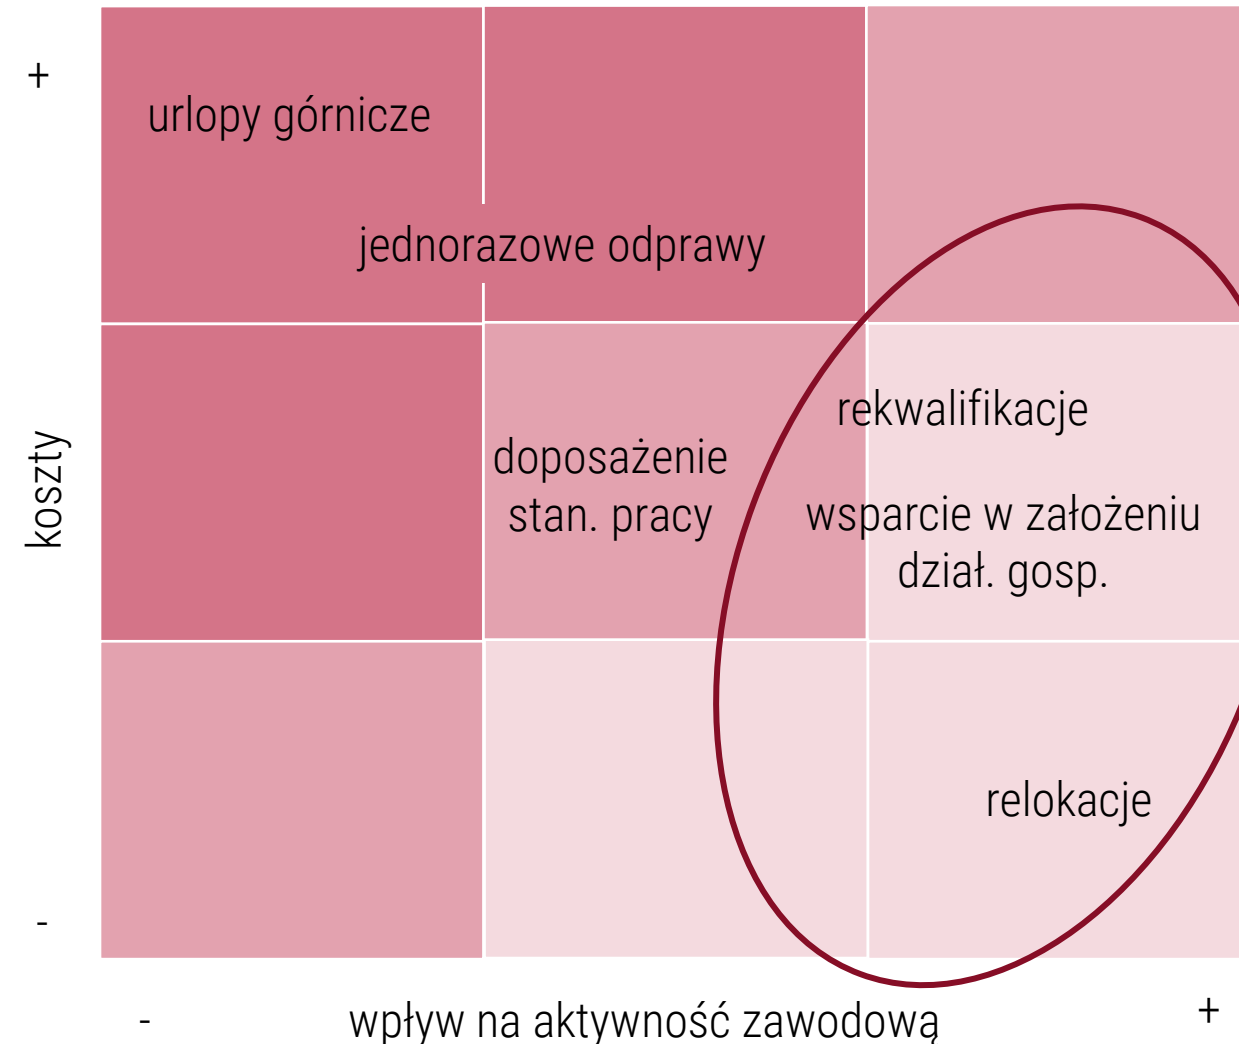 +
urlopy górnicze
jednorazowe odprawy
koszty
rekwalifikacje
doposażenie
stan. pracy
wsparcie w założeniu
dział. gosp.
relokacje
-
-
wpływ na aktywność zawodową
+